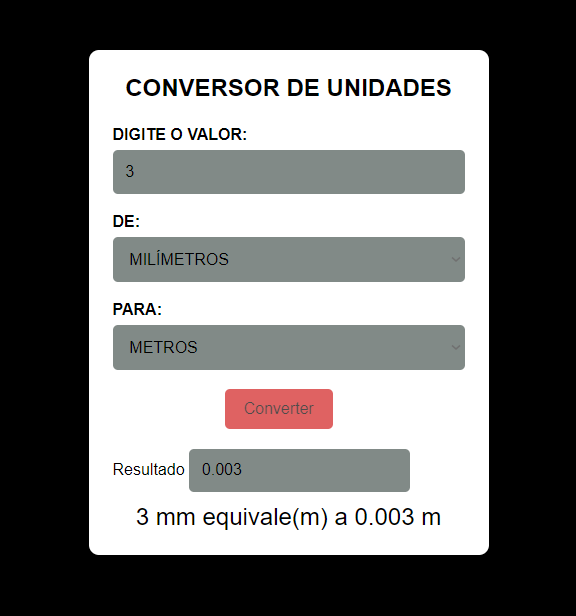 CONVERSOR DE UNIDADES
DIGITE O VALOR:
3
DE:
MILÍMETROS
PARA:
METROS
Converter
Resultado 0.003
3 mm equivale(m) a 0.003 m